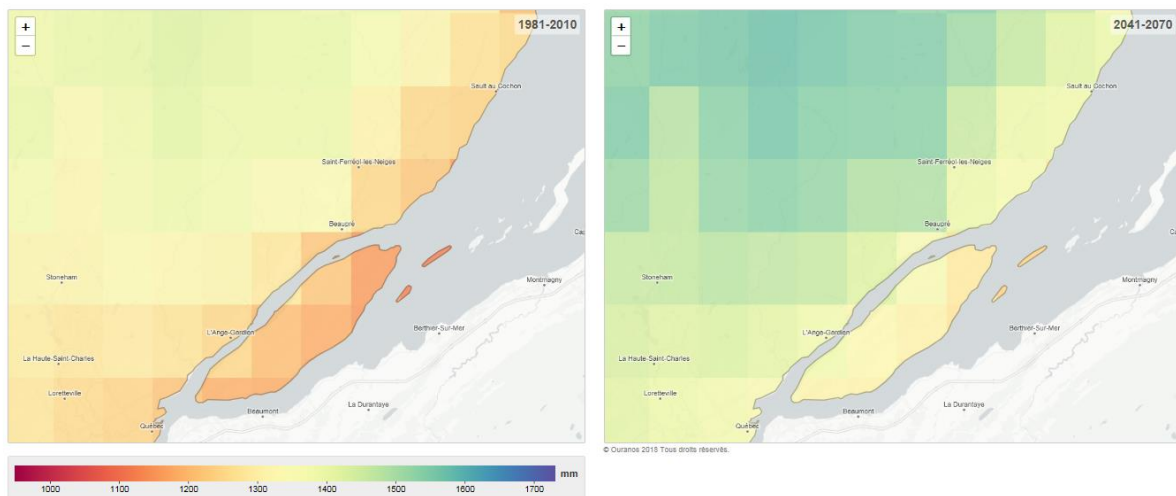 +
−
1981-2010
Sault au Cochon
Saint-Ferréol-les-Neiges
Beaupré
Stoneham
Montmagny
L'Ange-Gardien
Berthier-Sur-Mer
La Haute-Saint-Charles
Loretteville
La Durantaye
Beaumont
Québec
+
−
2041-2070
Sault au Cochon
Saint-Ferréol-les-Neiges
Beaupré
Stoneham
Montmagny
L'Ange-Gardien
Berthier-Sur-Mer
La Haute-Saint-Charles
Loretteville
La Durantaye
Beaumont
Québec
© Ouranos 2018 Tous droits réservés.
mm
1000 1100 1200 1300 1400 1500 1600 1700